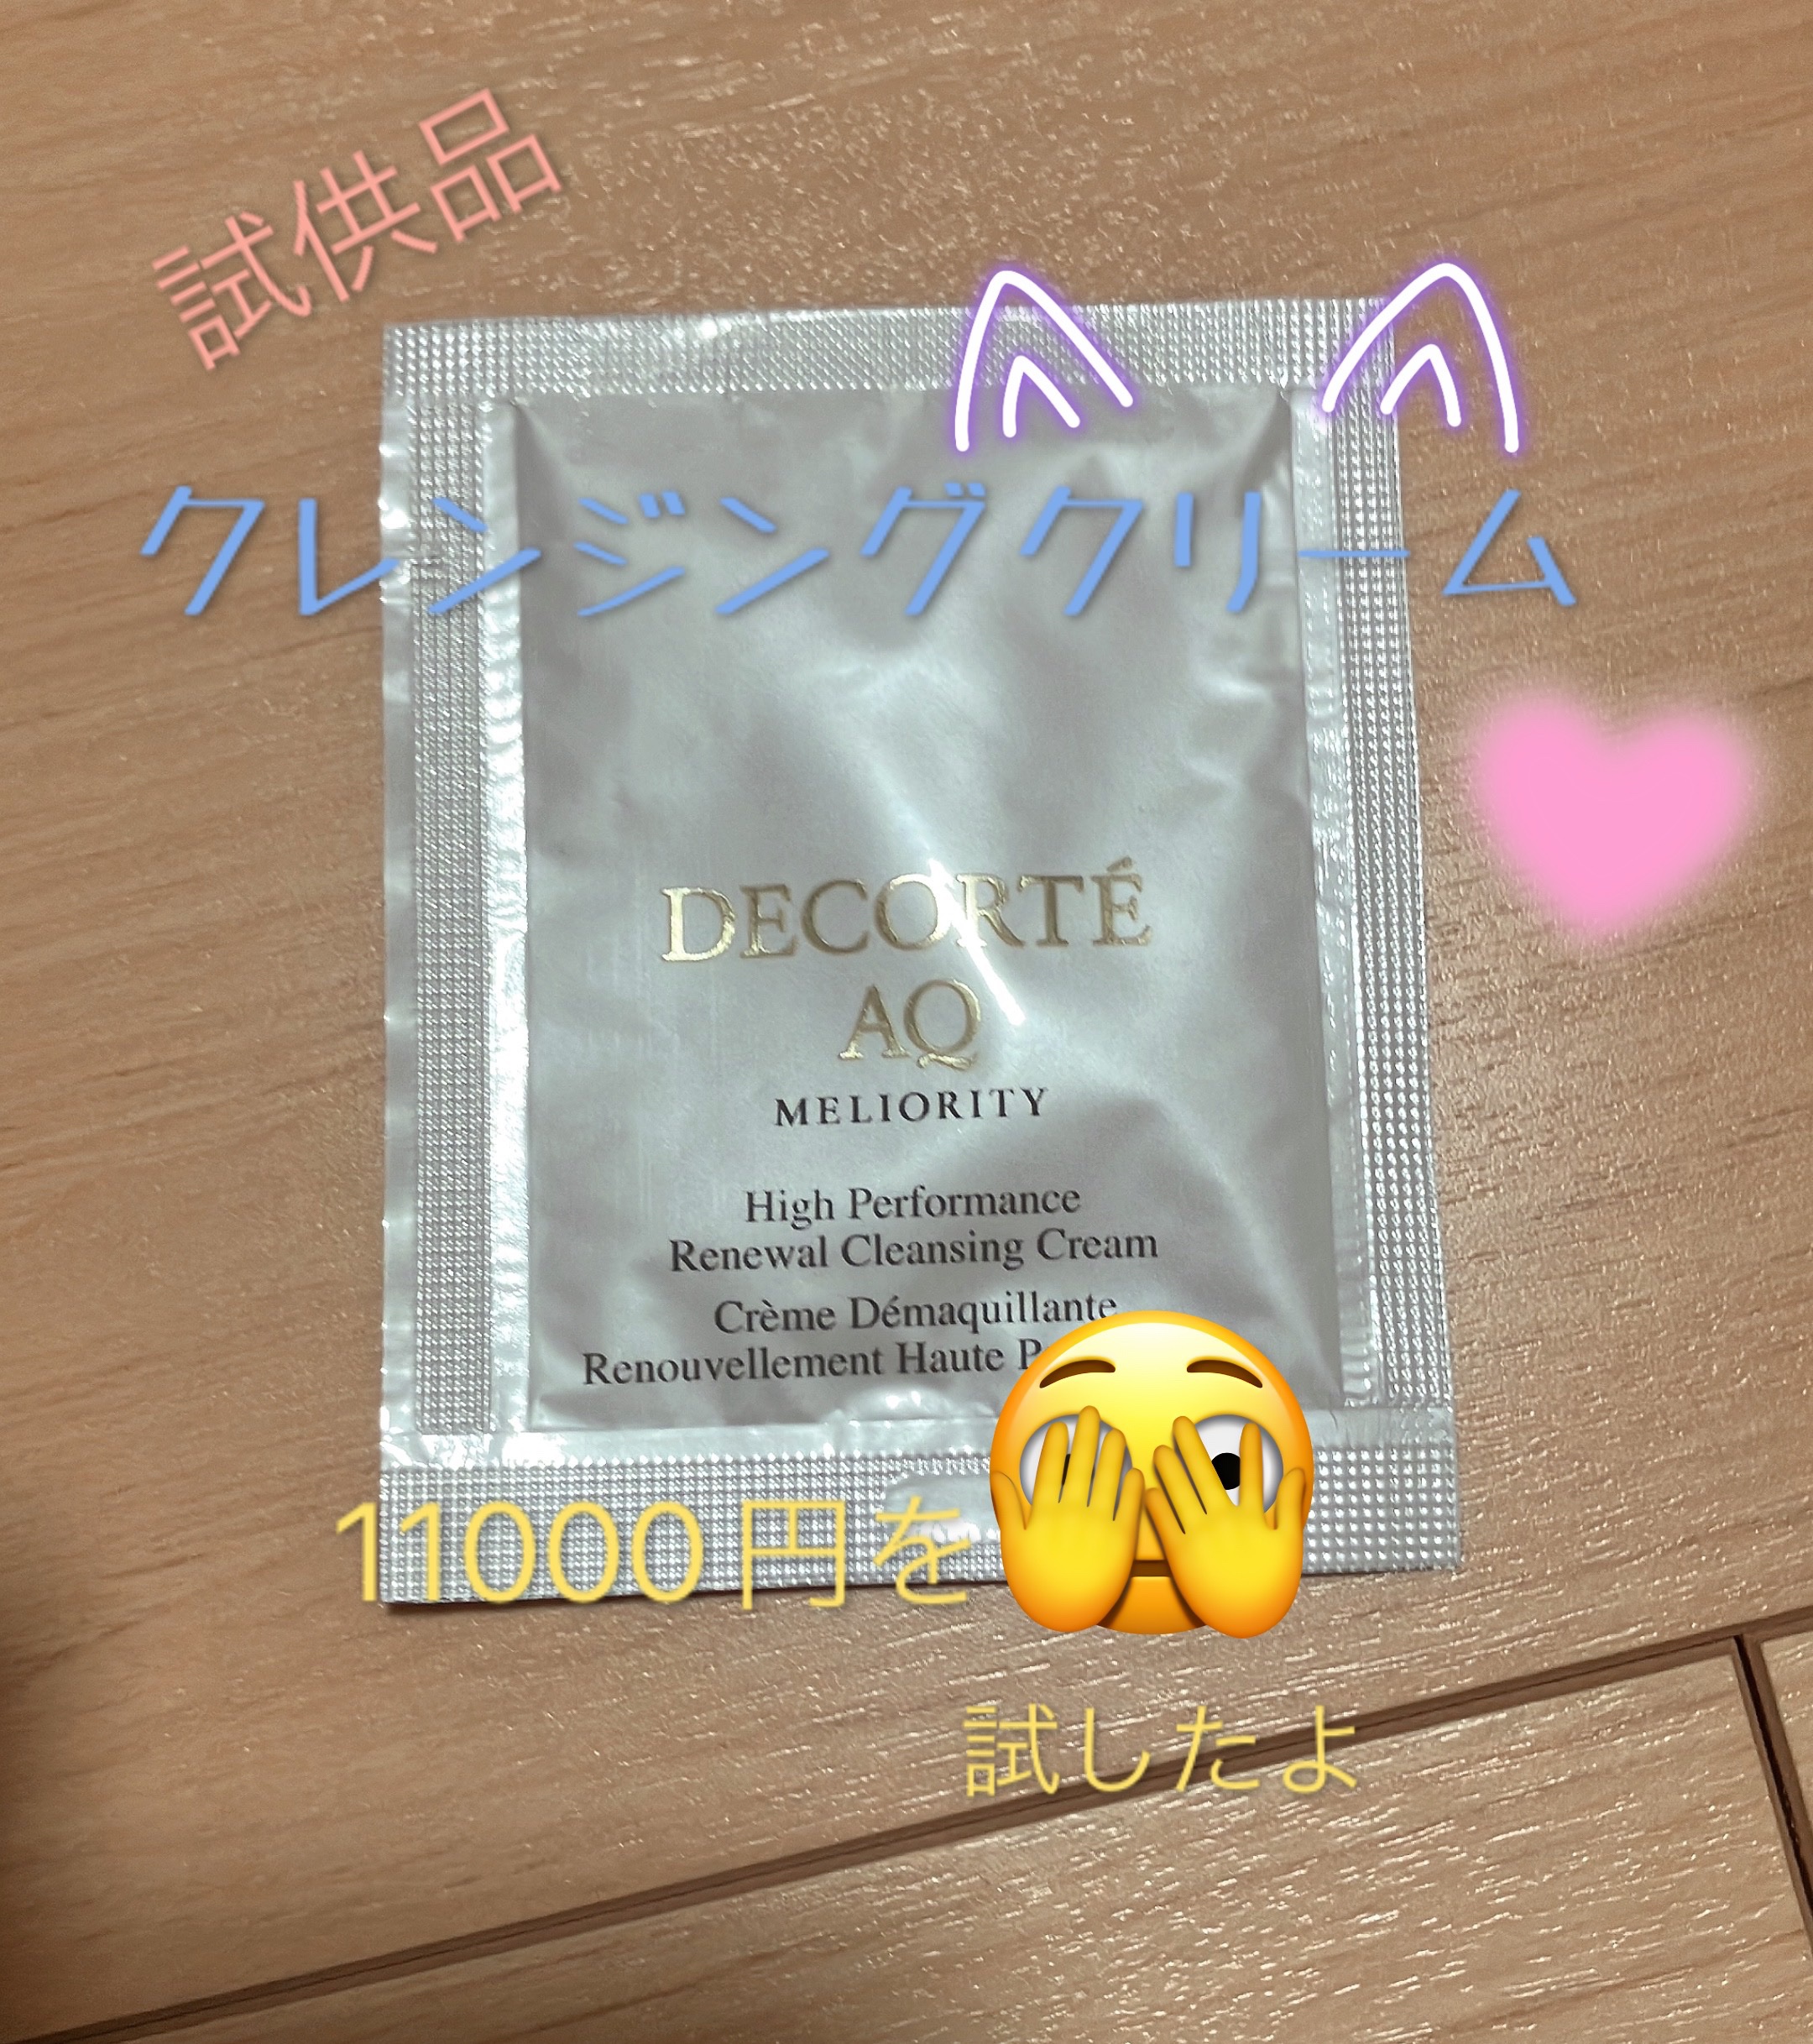 試供品
クレンジングクリーム
DECORTÉ
AQ
MELIORITY
High Performance
Renewal Cleansing Cream
Crème Démaquillante
Renouvellement Haute
11000円を
試したよ